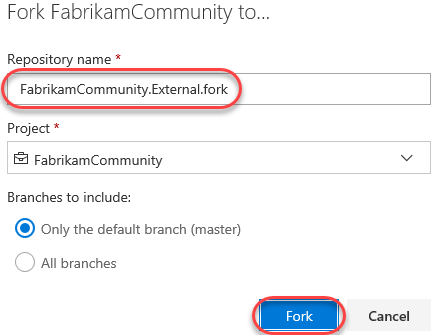 Fork FabrikamCommunity to...
Repository name *
FabrikamCommunity.External.fork
Project *
FabrikamCommunity
Branches to include:
Only the default branch (master)
All branches
Fork Cancel